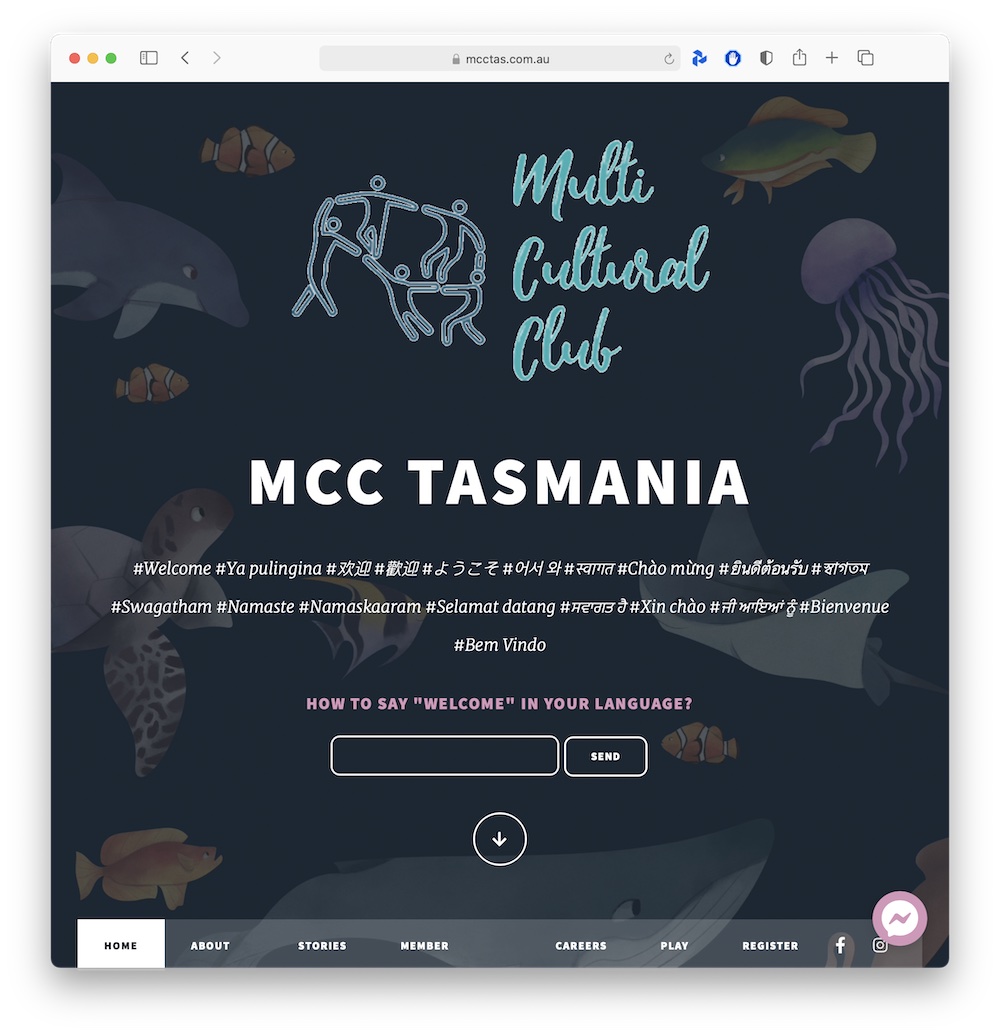 mcctas.com.au
Multi
Cultural
Club
MCC TASMANIA
#Welcome #Ya pulingina #欢迎 #歡迎 #ようこそ #어서 와 #स्वागत #Chào mừng #ยินดีต้อนรับ #স্বাগতম
#Swagatham #Namaste #Namaskaaram #Selamat datang #ਸਵਾਗਤ ਹੈ #Xin chào #ਜੀ ਆਇਆਂ ਨੂੰ #Bienvenue
#Bem Vindo
HOW TO SAY "WELCOME" IN YOUR LANGUAGE?
SEND
HOME ABOUT STORIES MEMBER CAREERS PLAY REGISTER